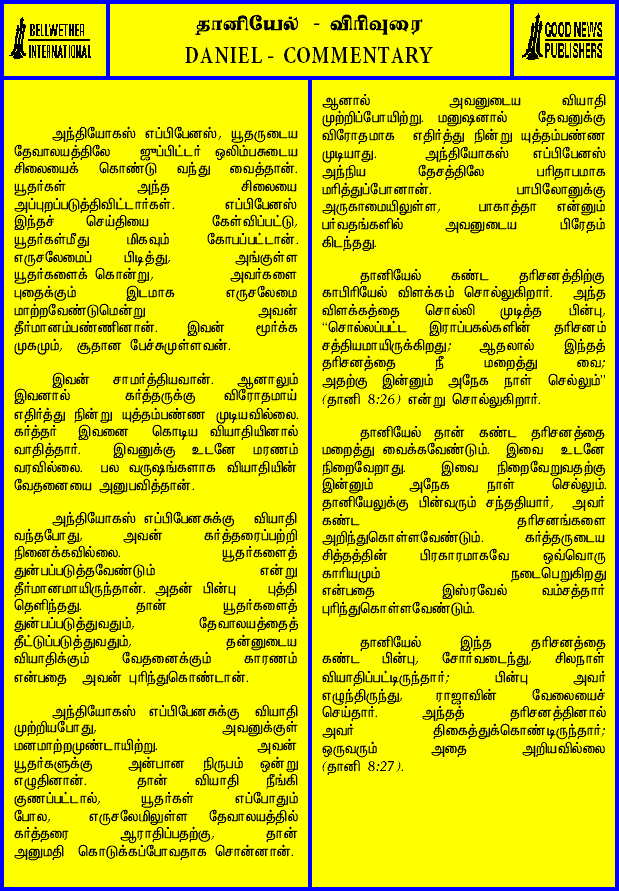 BELLWETHER
INTERNATIONAL
தானியேல் - விரிவுரை
DANIEL - COMMENTARY
GOOD NEWS
PUBLISHERS
அந்தியோகஸ் எப்பிபேனஸ், யூதருடைய
தேவாலயத்திலே ஜுப்பிட்டர் ஒலிம்பசுடைய
சிலையைக் கொண்டு வந்து வைத்தான்.
யூதர்கள் அந்த சிலையை
அப்புறப்படுத்திவிட்டார்கள். எப்பிபேனஸ்
இந்தச் செய்தியை கேள்விப்பட்டு,
யூதர்கள்மீது மிகவும் கோபப்பட்டான்.
எருசலேமைப் பிடித்து, அங்குள்ள
யூதர்களைக் கொன்று, அவர்களை
புதைக்கும் இடமாக எருசலேமை
மாற்றவேண்டுமென்று அவன்
தீர்மானம்பண்ணினான். இவன் மூர்க்க
முகமும், சூதான பேச்சுமுள்ளவன்.
இவன் சாமர்த்தியவான். ஆனாலும்
இவனால் கர்த்தருக்கு விரோதமாய்
எதிர்த்து நின்று யுத்தம்பண்ண முடியவில்லை.
கர்த்தர் இவனை கொடிய வியாதியினால்
வாதித்தார். இவனுக்கு உடனே மரணம்
வரவில்லை. பல வருஷங்களாக வியாதியின்
வேதனையை அனுபவித்தான்.
அந்தியோகஸ் எப்பிபேனசுக்கு வியாதி
வந்தபோது, அவன் கர்த்தரைப்பற்றி
நினைக்கவில்லை. யூதர்களைத்
துன்பப்படுத்தவேண்டும் என்று
தீர்மானமாயிருந்தான். அதன் பின்பு புத்தி
தெளிந்தது. தான் யூதர்களைத்
துன்பப்படுத்துவதும், தேவாலயத்தைத்
தீட்டுப்படுத்துவதும், தன்னுடைய
வியாதிக்கும் வேதனைக்கும் காரணம்
என்பதை அவன் புரிந்துகொண்டான்.
அந்தியோகஸ் எப்பிபேனசுக்கு வியாதி
முற்றியபோது, அவனுக்குள்
மனமாற்றமுண்டாயிற்று. அவன்
யூதர்களுக்கு அன்பான நிருபம் ஒன்று
எழுதினான். தான் வியாதி நீங்கி
குணப்பட்டால், யூதர்கள் எப்போதும்
போல, எருசலேமிலுள்ள தேவாலயத்தில்
கர்த்தரை ஆராதிப்பதற்கு, தான்
அனுமதி கொடுக்கப்போவதாக சொன்னான்.
ஆனால் அவனுடைய வியாதி
முற்றிப்போயிற்று. மனுஷனால் தேவனுக்கு
விரோதமாக எதிர்த்து நின்று யுத்தம்பண்ண
முடியாது. அந்தியோகஸ் எப்பிபேனஸ்
அந்நிய தேசத்திலே பரிதாபமாக
மரித்துப்போனான். பாபிலோனுக்கு
அருகாமையிலுள்ள, பாகாத்தா என்னும்
பர்வதங்களில் அவனுடைய பிரேதம்
கிடந்தது.
தானியேல் கண்ட தரிசனத்திற்கு
காபிரியேல் விளக்கம் சொல்லுகிறார். அந்த
விளக்கத்தை சொல்லி முடித்த பின்பு,
"சொல்லப்பட்ட இராப்பகல்களின் தரிசனம்
சத்தியமாயிருக்கிறது; ஆதலால் இந்தத்
தரிசனத்தை நீ மறைத்து வை;
அதற்கு இன்னும் அநேக நாள் செல்லும்"
(தானி 8:26) என்று சொல்லுகிறார்.
தானியேல் தான் கண்ட தரிசனத்தை
மறைத்து வைக்கவேண்டும். இவை உடனே
நிறைவேறாது. இவை நிறைவேறுவதற்கு
இன்னும் அநேக நாள் செல்லும்.
தானியேலுக்கு பின்வரும் சந்ததியார், அவர்
கண்ட தரிசனங்களை
அறிந்துகொள்ளவேண்டும். கர்த்தருடைய
சித்தத்தின் பிரகாரமாகவே ஒவ்வொரு
காரியமும் நடைபெறுகிறது
என்பதை இஸ்ரவேல் வம்சத்தார்
புரிந்துகொள்ளவேண்டும்.
தானியேல் இந்த தரிசனத்தை
கண்ட பின்பு, சோர்வடைந்து, சிலநாள்
வியாதிப்பட்டிருந்தார்; பின்பு அவர்
எழுந்திருந்து, ராஜாவின் வேலையைச்
செய்தார். அந்தத் தரிசனத்தினால்
அவர் திகைத்துக்கொண்டிருந்தார்;
ஒருவரும் அதை அறியவில்லை
(தானி 8:27).